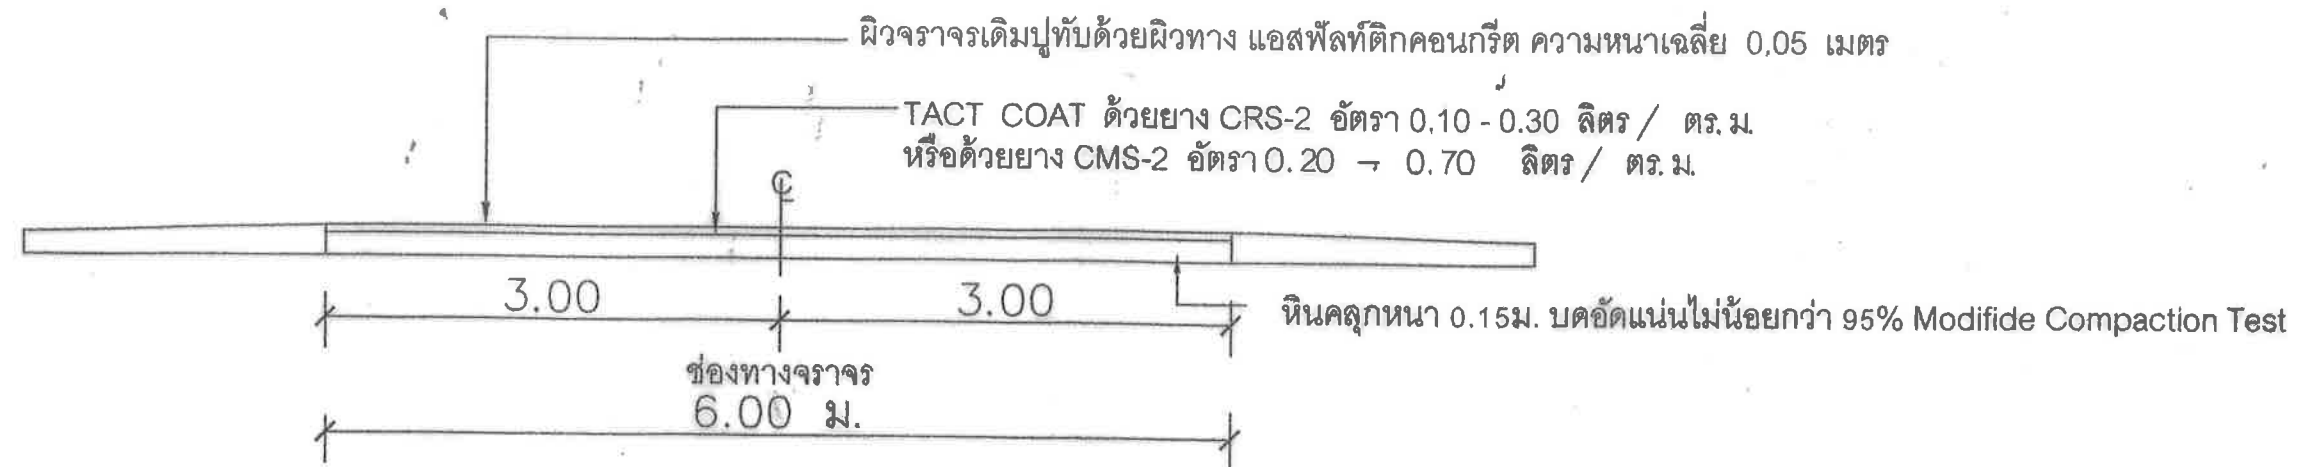 ผิวจราจรเดิมปูทับด้วยผิวทาง แอสฟัลท์ติกคอนกรีต ความหนาเฉลี่ย 0.05 เมตร
TACT COAT ด้วยยาง CRS-2 อัตรา 0.10 - 0.30 ลิตร / ตร.ม.
หรือด้วยยาง CMS-2 อัตรา 0.20 - 0.70 ลิตร / ตร.ม.
℄
3.00
3.00
หินคลุกหนา 0.15ม. บดอัดแน่นไม่น้อยกว่า 95% Modifide Compaction Test
ช่องทางจราจร
6.00 ม.